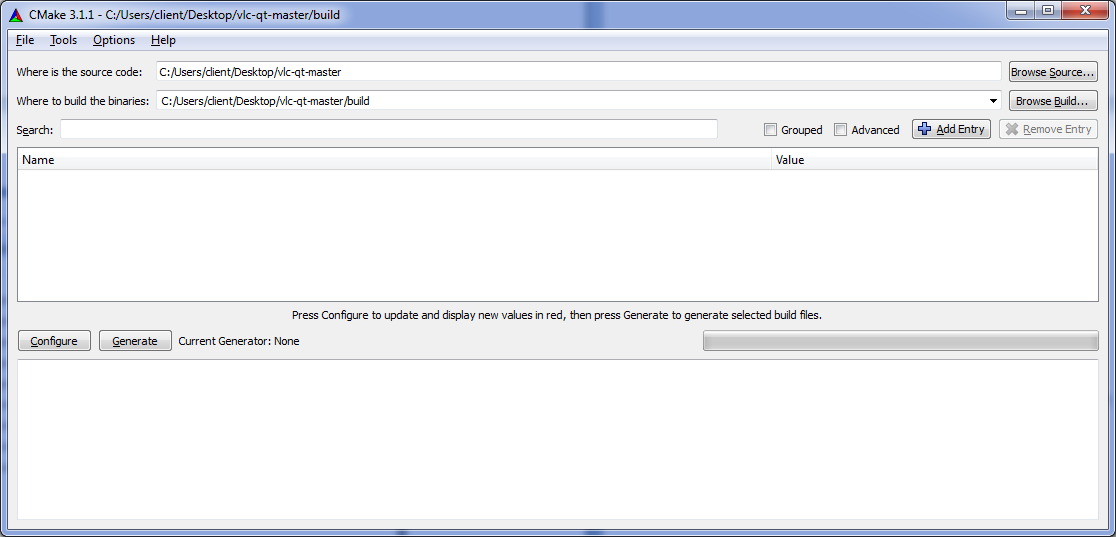 CMake 3.1.1 - C:/Users/client/Desktop/vlc-qt-master/build
File Tools Options Help
Where is the source code: C:/Users/client/Desktop/vlc-qt-master Browse Source...
Where to build the binaries: C:/Users/client/Desktop/vlc-qt-master/build Browse Build...
Search: Grouped Advanced Add Entry Remove Entry
Name Value
Press Configure to update and display new values in red, then press Generate to generate selected build files.
Configure Generate Current Generator: None